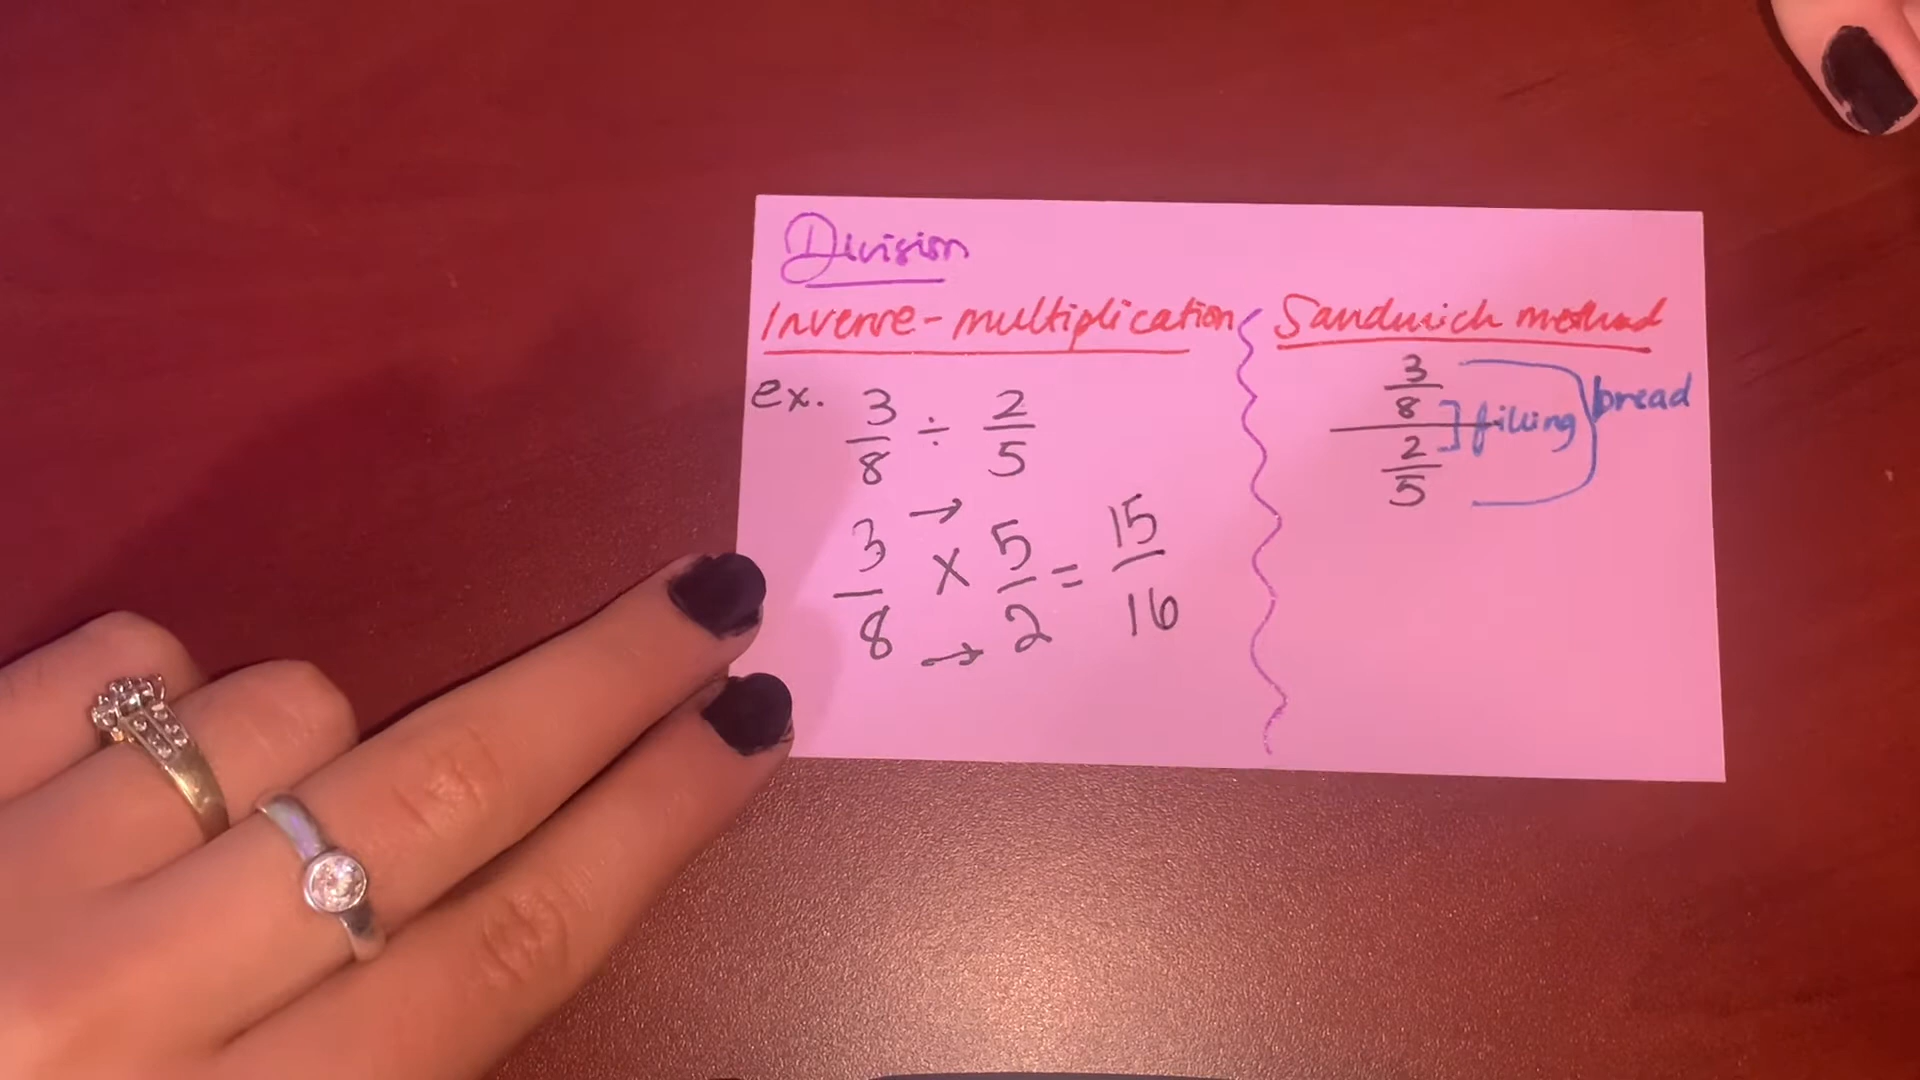 Division
Inverse-multiplication
ex. 3/8 ÷ 2/5
→
3/8 × 5/2 = 15/16
→
Sandwich method
3
8
2
5
filling
bread